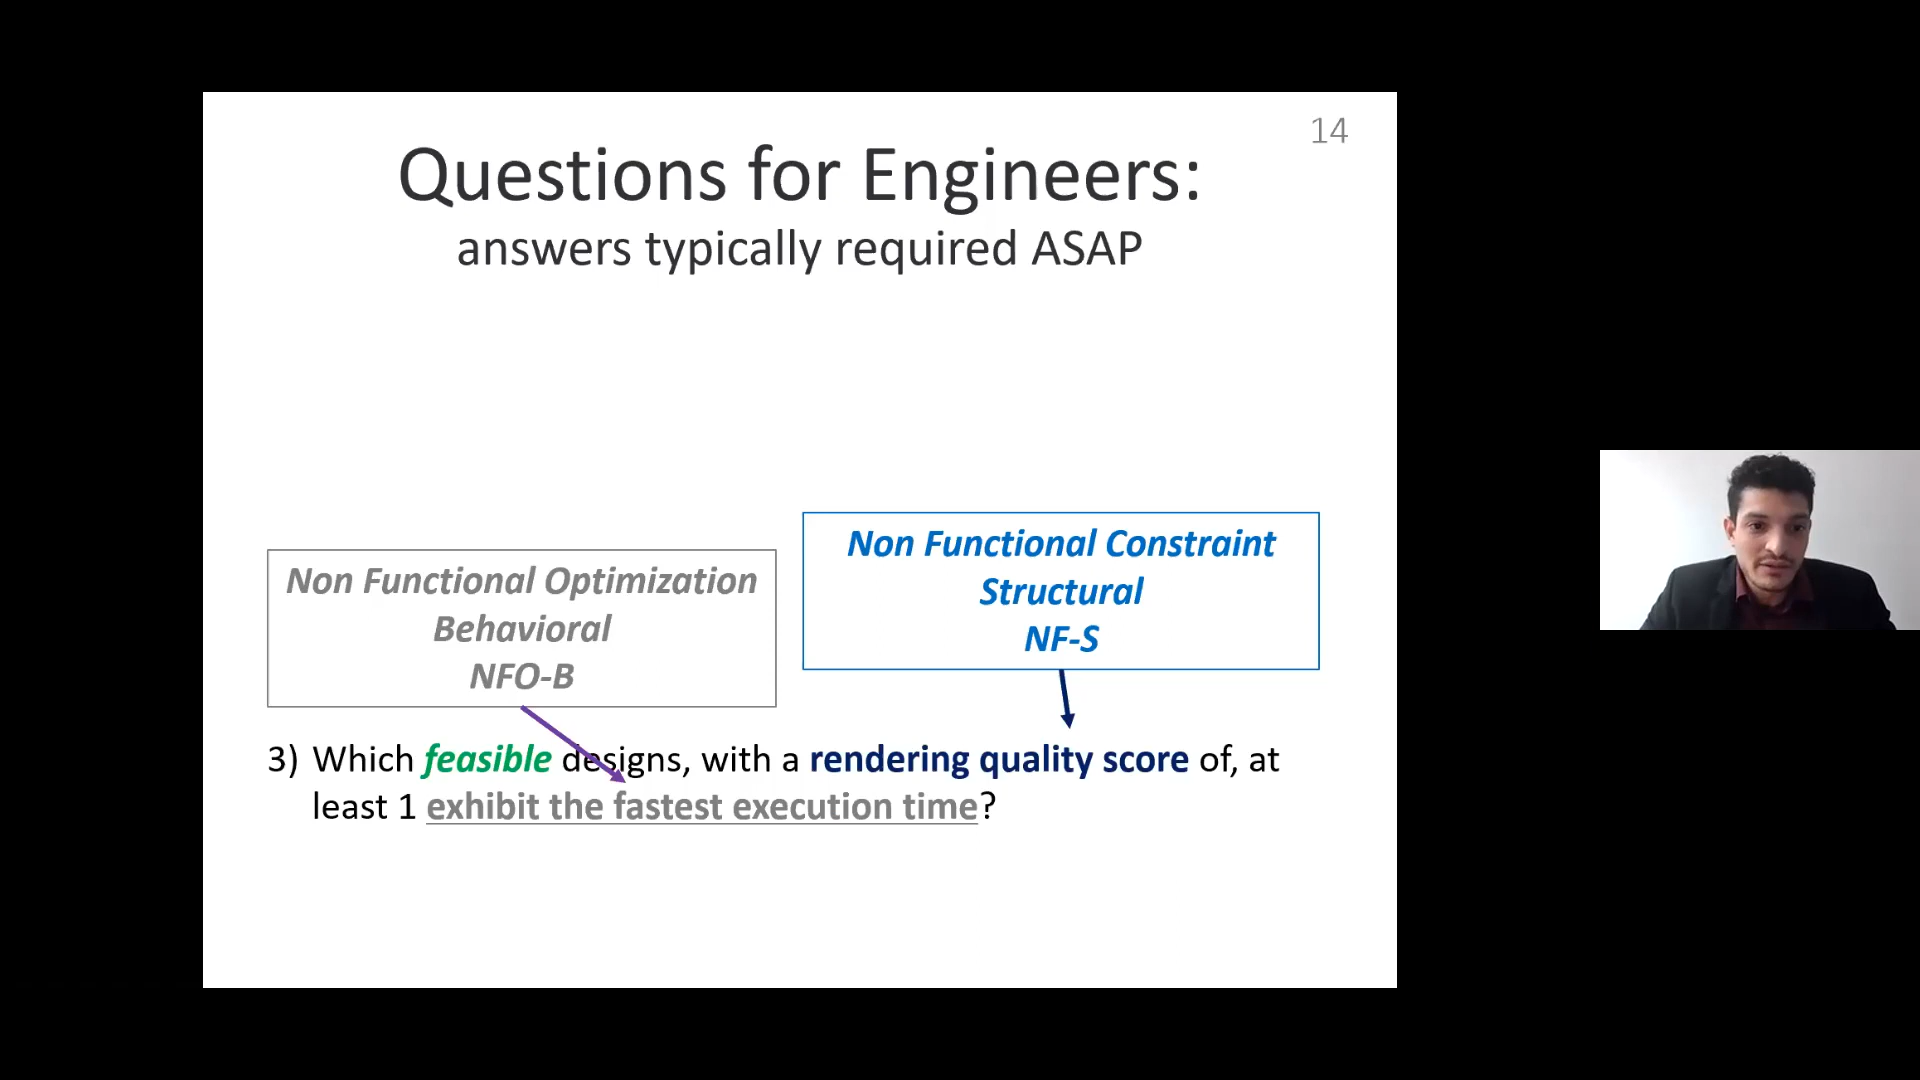 14
Questions for Engineers:
answers typically required ASAP
Non Functional Optimization
Behavioral
NFO-B
Non Functional Constraint
Structural
NF-S
3) Which feasible designs, with a rendering quality score of, at
least 1 exhibit the fastest execution time?